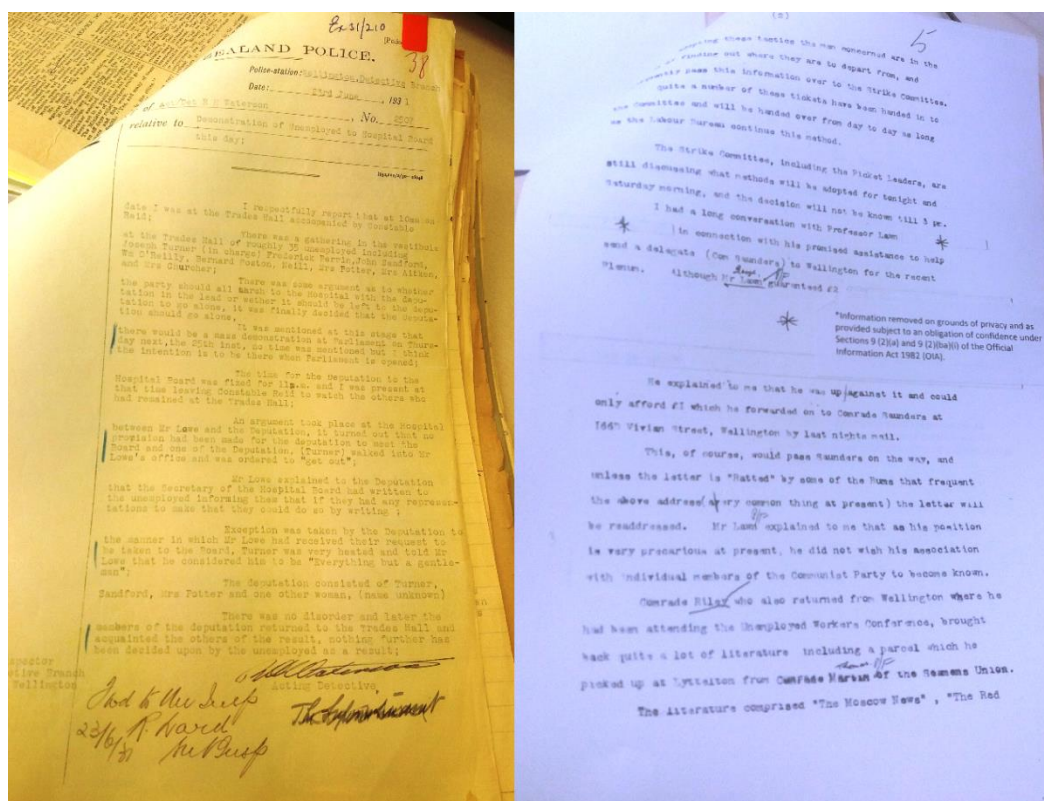 Ex 31/210
38
EALAND POLICE.
Police-station: Wellington, Detective Branch
Date: 23rd June, 1931
of Act/Det N W Baterson, No.
relative to Demonstration of Unemployed to Hospital Board
this day;
I respectfully report that at 10am
date I was at the Trades Hall accompanied by Constable
Reid;
There was a gathering in the vestibule
at the Trades Hall of roughly 35 unemployed including
Joseph Turner (in charge) Frederick Perrie, John Sandford,
Wm D'Reilly, Bernard Poston, Neill, Mrs Potter, Mrs Aitken,
and Mrs Churcher;
There was some argument as to whether
the party should all march to the Hospital with the depu-
tation in the lead or wether it should be left to the depu-
tation to go alone, it was finally decided that the Deputa-
tion should go alone,
It was mentioned at this stage that
there would be a mass demonstration at Parliament on Thurs-
day next, the 25th inst, no time was mentioned but I think
the intention is to be there when Parliament is opened;
The time for the Deputation to the
Hospital Board was fixed for 11a.m. and I was present at
that time leaving Constable Reid to watch the others who
had remained at the Trades Hall;
An argument took place at the Hospital
between Mr Lowe and the Deputation, it turned out that no
provision had been made for the deputation to meet the
Board and one of the Deputation, (Turner) walked into Mr
Lowe's office and was ordered to "get out";
Mr Lowe explained to the Deputation
that the Secretary of the Hospital Board had written to
the unemployed informing them that if they had any represen-
tations to make that they could do so by writing ;
Exception was taken by the Deputation to
the manner in which Mr Lowe had received their request to
be taken to the Board, Turner was very heated and told Mr
Lowe that he considered him to be "Everything but a gentle-
man";
The Deputation consisted of Turner,
Sandford, Mrs Potter and one other woman, (name unknown)
There was no disorder and later the
members of the deputation returned to the Trades Hall and
acquainted the others of the result, nothing further has
been decided upon by the unemployed as a result;
Acting Detective
spector
ctive Branch
Wellington
23/6/31 R. Ward
(2)
5
these tactics the men concerned are in the
finding out where they are to depart from, and
pass this information over to the Strike Committee.
Quite a number of these tickets have been handed in to
the Committee and will be handed over from day to day as long
as the Labour Bureau continue this method.
The Strike Committee, including the Picket Leaders, are
still discussing what methods will be adopted for tonight and
Saturday morning, and the decision will not be known till 5 pm.
I had a long conversation with Professor Lawn
* ] in connection with his promised assistance to help *
send a delegate (Com Saunders) to Wellington for the recent
Plenum. Although Mr Lawn guaranteed £2
*
*Information removed on grounds of privacy and as
provided subject to an obligation of confidence under
Sections 9 (2)(a) and 9 (2)(ba)(i) of the Official
Information Act 1982 (OIA).
He explained to me that he was up against it and could
only afford £1 which he forwarded on to Comrade Saunders at
166½ Vivian Street, Wellington by last nights mail.
This, of course, would pass Saunders on the way, and
unless the letter is "Ratted" by some of the Bums that frequent
the above address (a very common thing at present) the letter will
be readdressed. Mr Lawn explained to me that as his position
is very precarious at present, he did not wish his association
with individual members of the Communist Party to become known.
Comrade Riley who also returned from Wellington where he
had been attending the Unemployed Workers Conference, brought
back quite a lot of literature including a parcel which he
picked up at Lyttelton from Comrade Martin of the Seamens Union.
The literature comprised "The Moscow News", "The Red